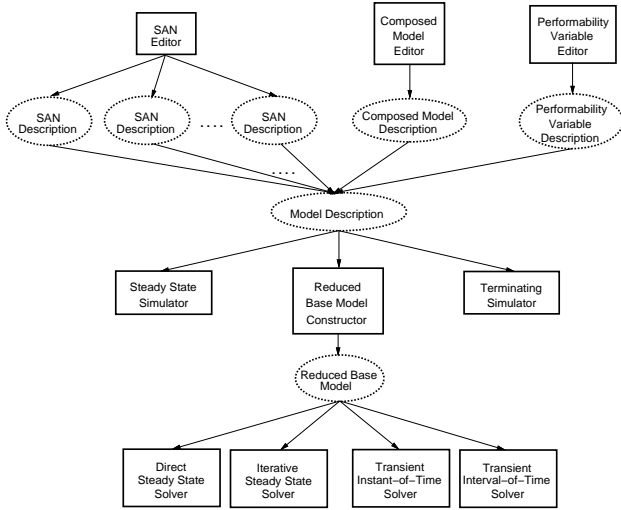 SAN
Editor
Composed
Model
Editor
Performability
Variable
Editor
SAN
Description
SAN
Description
. . . .
SAN
Description
Composed Model
Description
Performability
Variable
Description
. . . .
Model Description
Steady State
Simulator
Reduced
Base Model
Constructor
Terminating
Simulator
Reduced Base
Model
Direct
Steady State
Solver
Iterative
Steady State
Solver
Transient
Instant−of−Time
Solver
Transient
Interval−of−Time
Solver